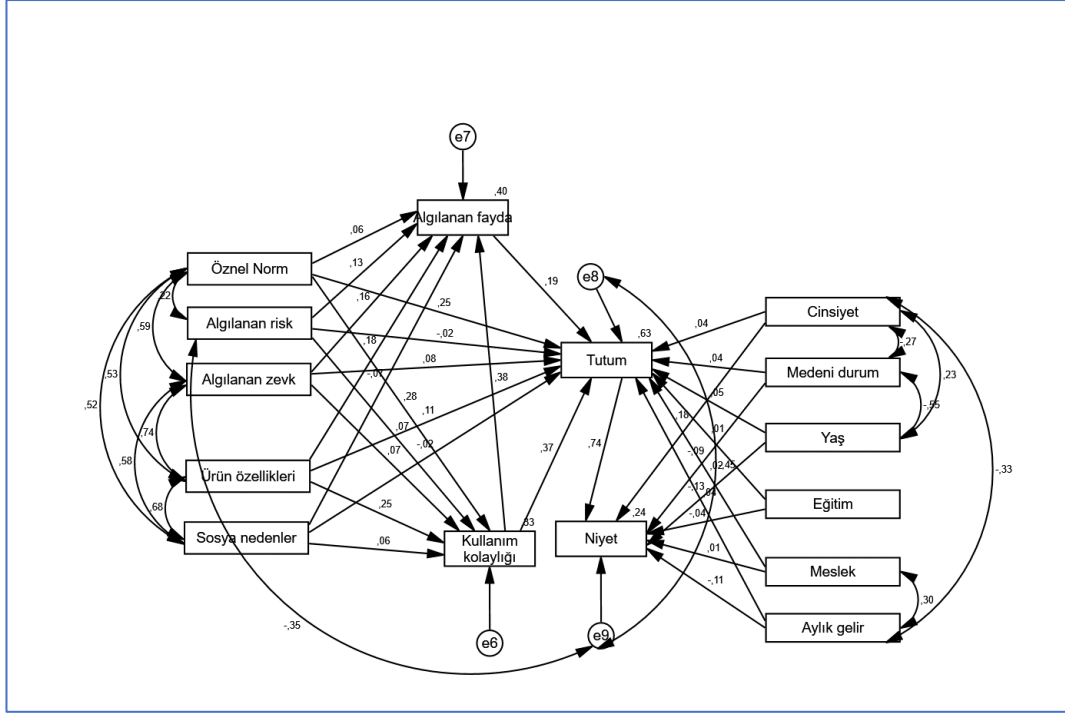 e7
,40
Algılanan fayda
,06
Öznel Norm
,13
,22
,16
e8
,19
,25
Cinsiyet
Algılanan risk
,59
-,02
,63
,04
-,27
,18
Tutum
,08
,04
Medeni durum
,23
,53
Algılanan zevk
-,07
,38
,05
-,55
,52
,28
,11
,18
,07
,01
Yaş
,74
-,02
,74
,58
,07
,37
-,09
,02
,45
-,33
Ürün özellikleri
-,13
,68
,25
,24
-,04
Eğitim
,33
Sosya nedenler
,06
Kullanım
kolaylığı
Niyet
,01
Meslek
-,11
,30
-,35
e6
e9
Aylık gelir